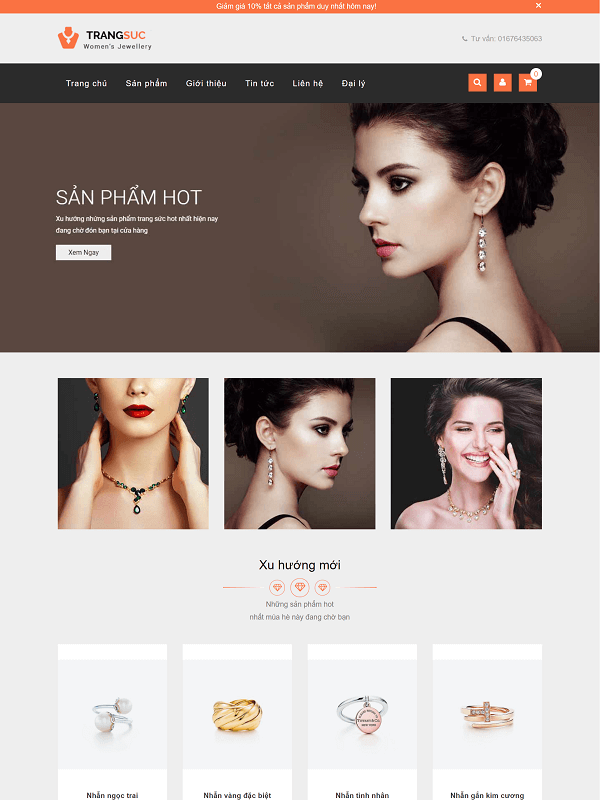 Giảm giá 10% tất cả sản phẩm duy nhất hôm nay!
×
TRANGSUC
Women's Jewellery
Tư vấn: 01676435063
Trang chủ Sản phẩm Giới thiệu Tin tức Liên hệ Đại lý
0
SẢN PHẨM HOT
Xu hướng những sản phẩm trang sức hot nhất hiện nay
đang chờ đón bạn tại cửa hàng
Xem Ngay
Xu hướng mới
Những sản phẩm hot
nhất mùa hè này đang chờ bạn
Tiffany&Co.
Nhẫn ngọc trai Nhẫn vàng đặc biệt Nhẫn tình nhân Nhẫn gắn kim cương